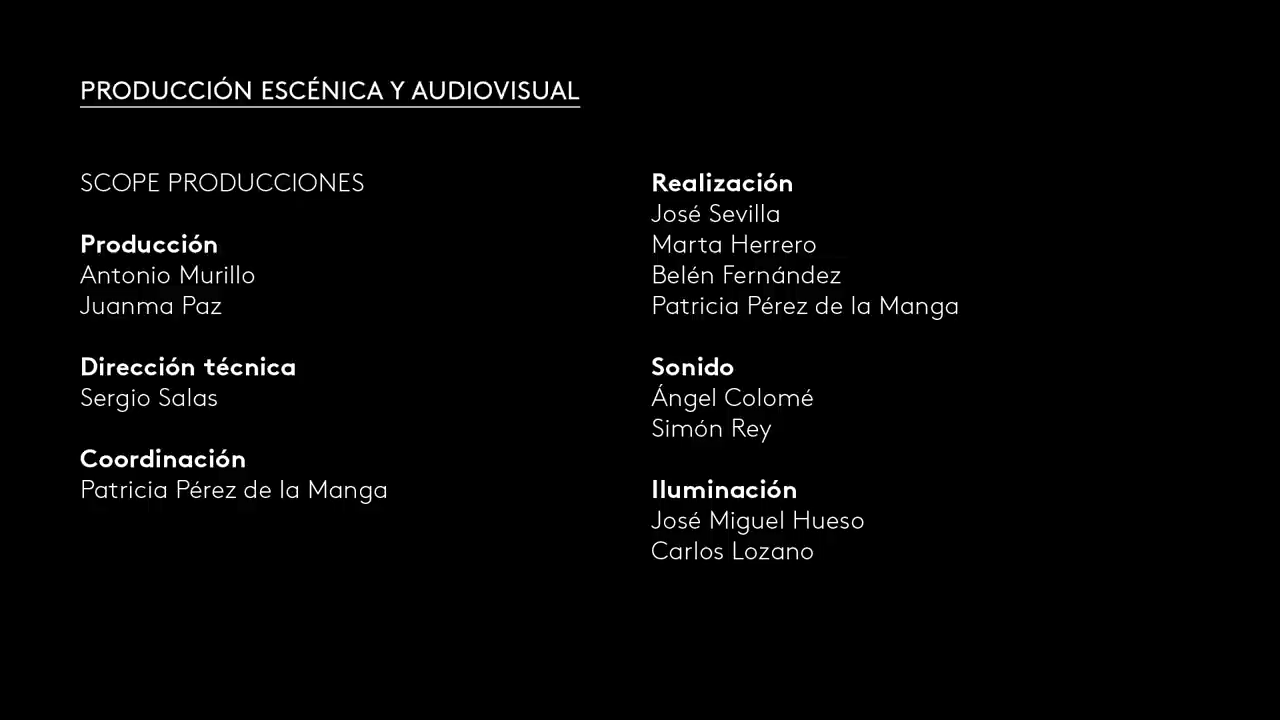 PRODUCCIÓN ESCÉNICA Y AUDIOVISUAL
SCOPE PRODUCCIONES
Producción
Antonio Murillo
Juanma Paz
Dirección técnica
Sergio Salas
Coordinación
Patricia Pérez de la Manga
Realización
José Sevilla
Marta Herrero
Belén Fernández
Patricia Pérez de la Manga
Sonido
Ángel Colomé
Simón Rey
Iluminación
José Miguel Hueso
Carlos Lozano